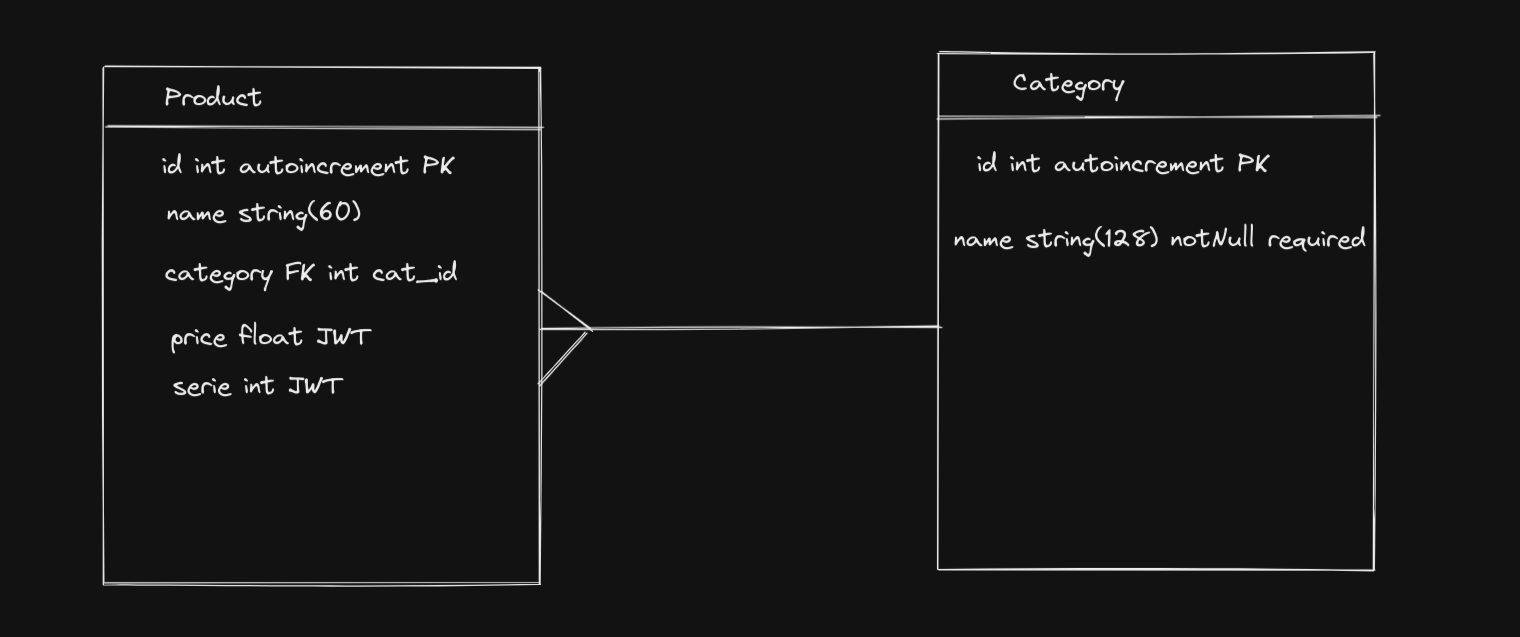 Product
id int autoincrement PK
name string(60)
category FK int cat_id
price float JWT
serie int JWT
Category
id int autoincrement PK
name string(128) notNull required